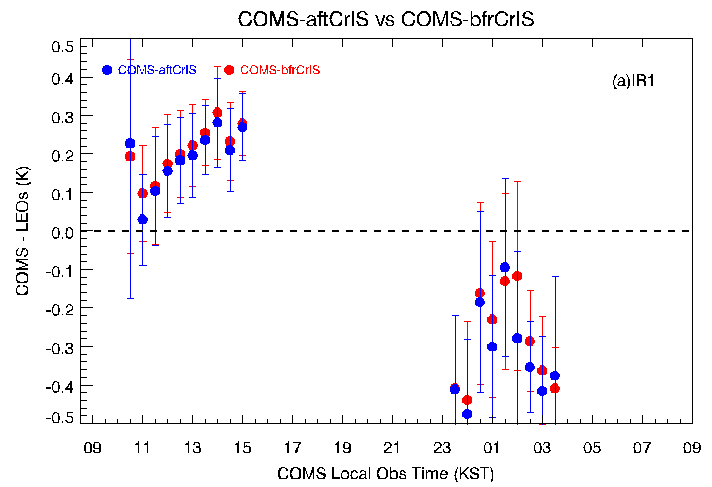 COMS-aftCrIS vs COMS-bfrCrIS
COMS-aftCrIS COMS-bfrCrIS
(a)IR1
0.5
0.4
0.3
0.2
0.1
0.0
-0.1
-0.2
-0.3
-0.4
-0.5
COMS - LEOs (K)
09 11 13 15 17 19 21 23 01 03 05 07 09
COMS Local Obs Time (KST)